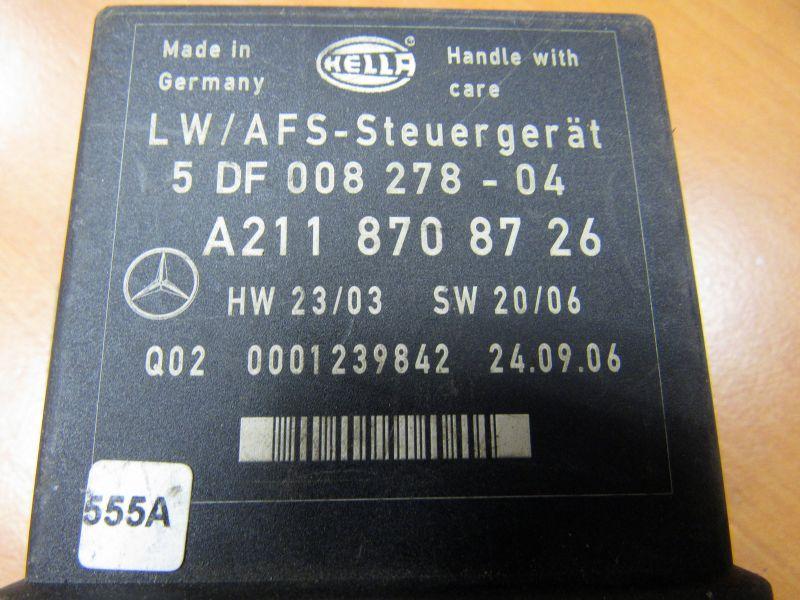 Made in
Germany
HELLA
®
Handle with
care
LW/AFS-Steuergerät
5 DF 008 278 - 04
A211 870 87 26
HW 23/03 SW 20/06
Q02 0001239842 24.09.06
555A